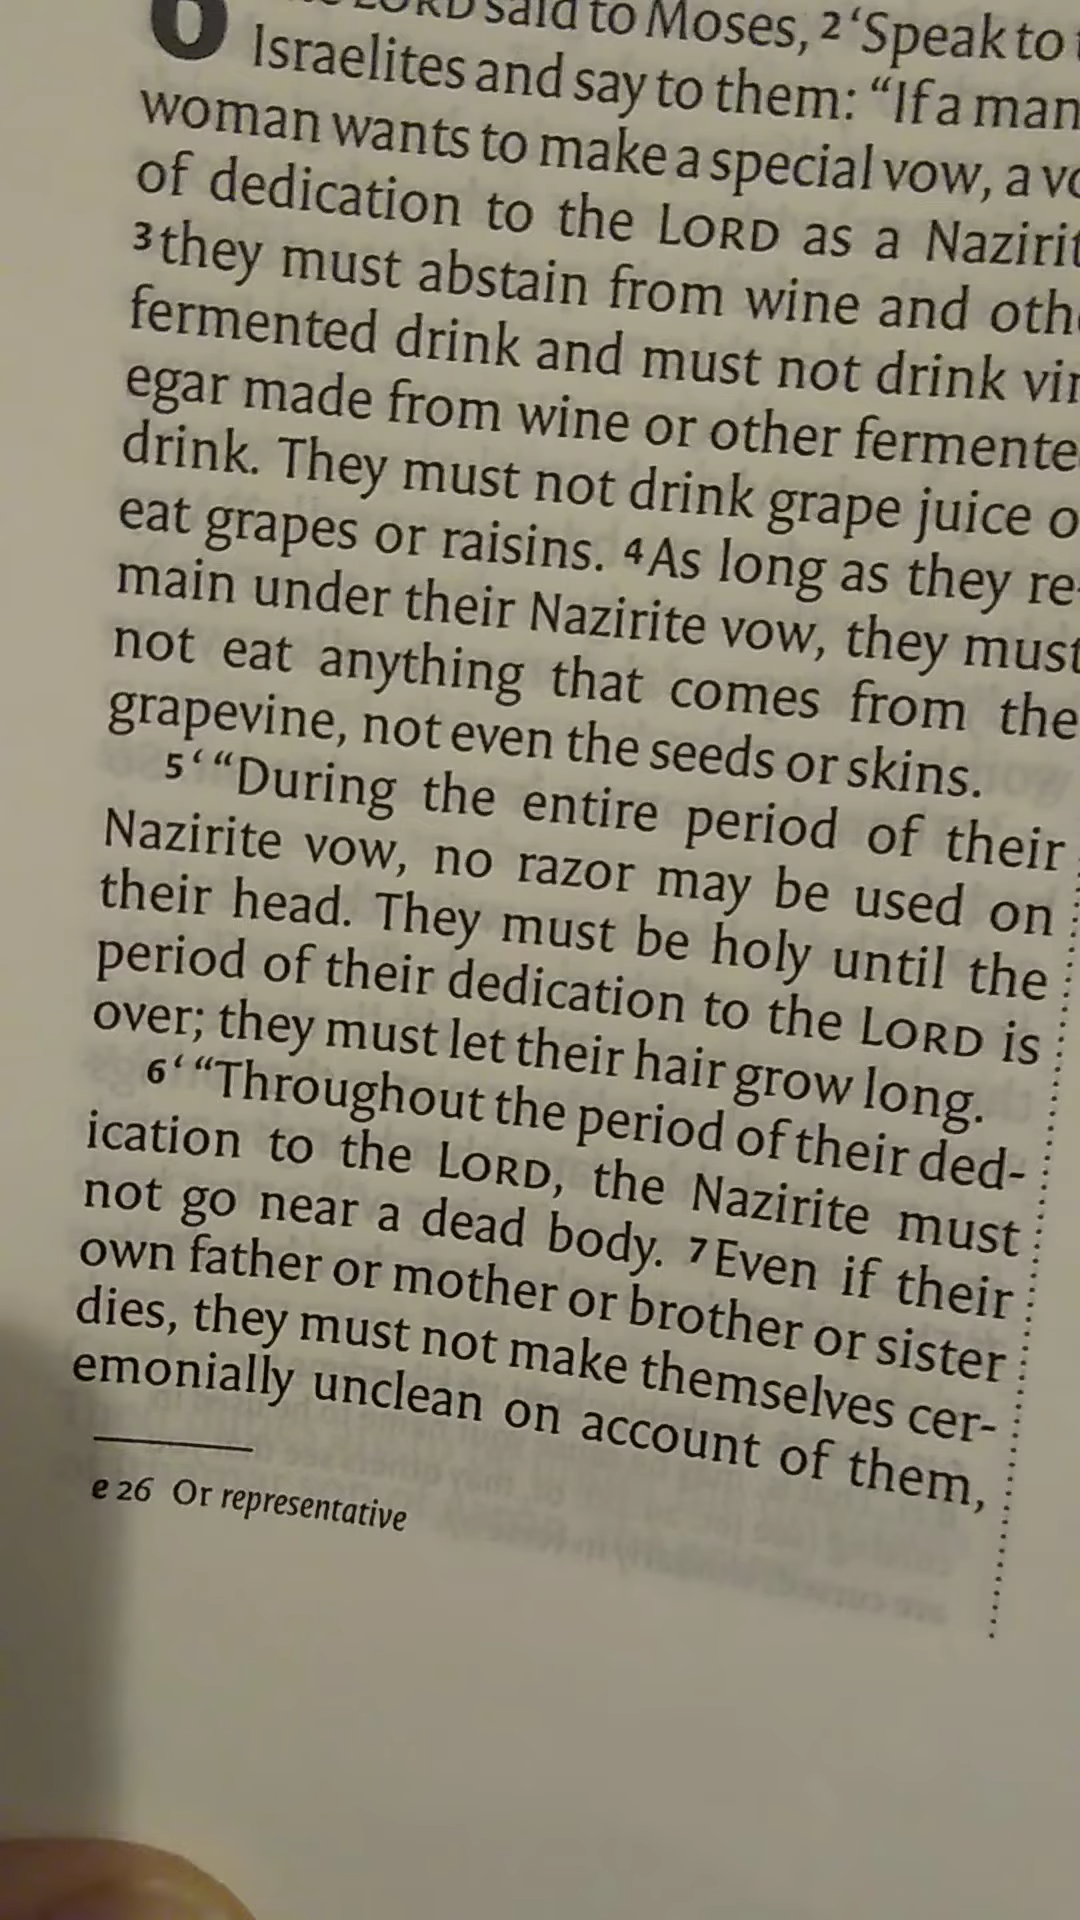 6 LORD said to Moses, 2 ‘Speak to
Israelites and say to them: “If a man
woman wants to make a special vow, a
of dedication to the LORD as a
3 they must abstain from wine and
fermented drink and must not drink
egar made from wine or other
drink. They must not drink grape juice
eat grapes or raisins. 4 As long as they re-
main under their Nazirite vow, they must
not eat anything that comes from the
grapevine, not even the seeds or skins.
5 ‘ “During the entire period of their
Nazirite vow, no razor may be used on
their head. They must be holy until the
period of their dedication to the LORD is
over; they must let their hair grow long.
6 ‘ “Throughout the period of their ded-
ication to the LORD, the Nazirite must
not go near a dead body. 7 Even if their
own father or mother or brother or sister
dies, they must not make themselves cer-
emonially unclean on account of them,
e 26 Or representative